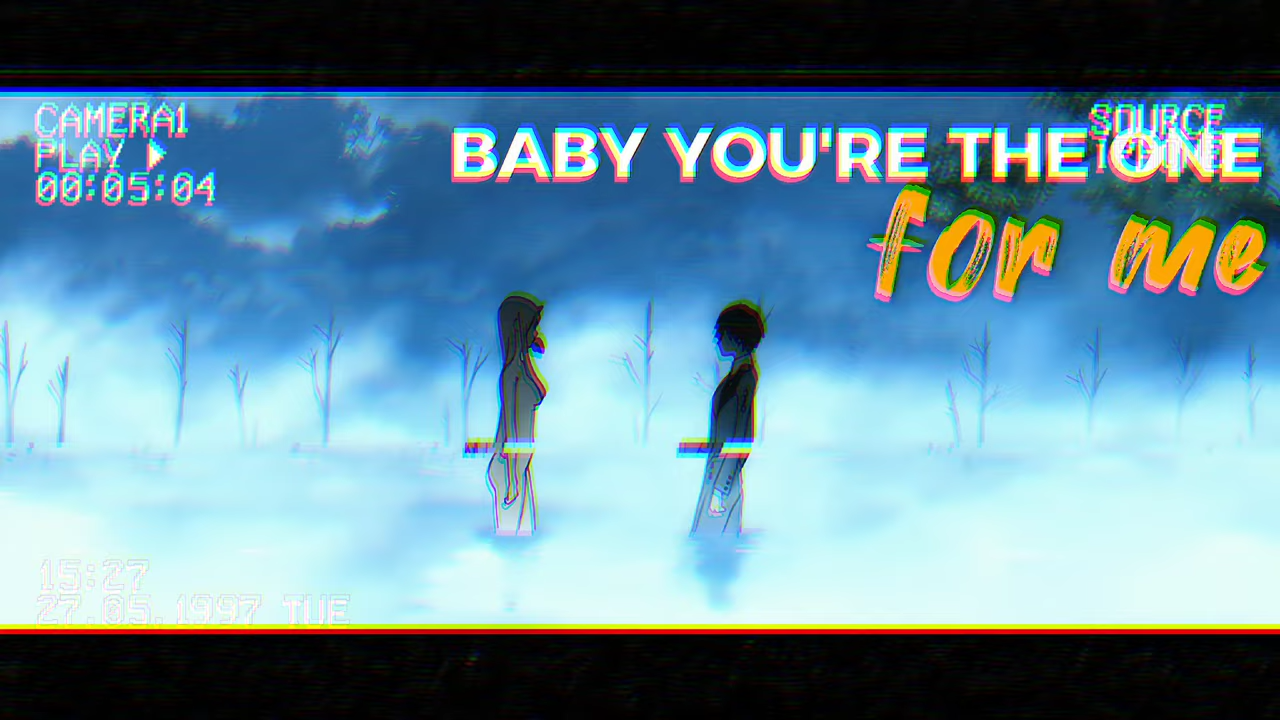 CAMERA1
PLAY
00:05:04
SOURCE
BABY YOU'RE THE ONE
for me
15:27
27.05.1997 TUE